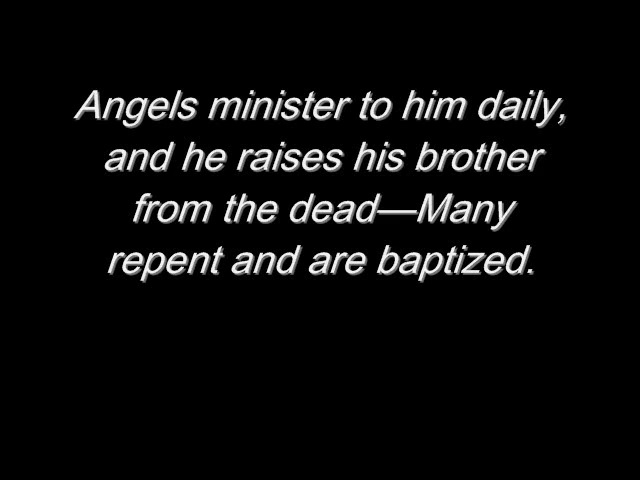 Angels minister to him daily,
and he raises his brother
from the dead—Many
repent and are baptized.